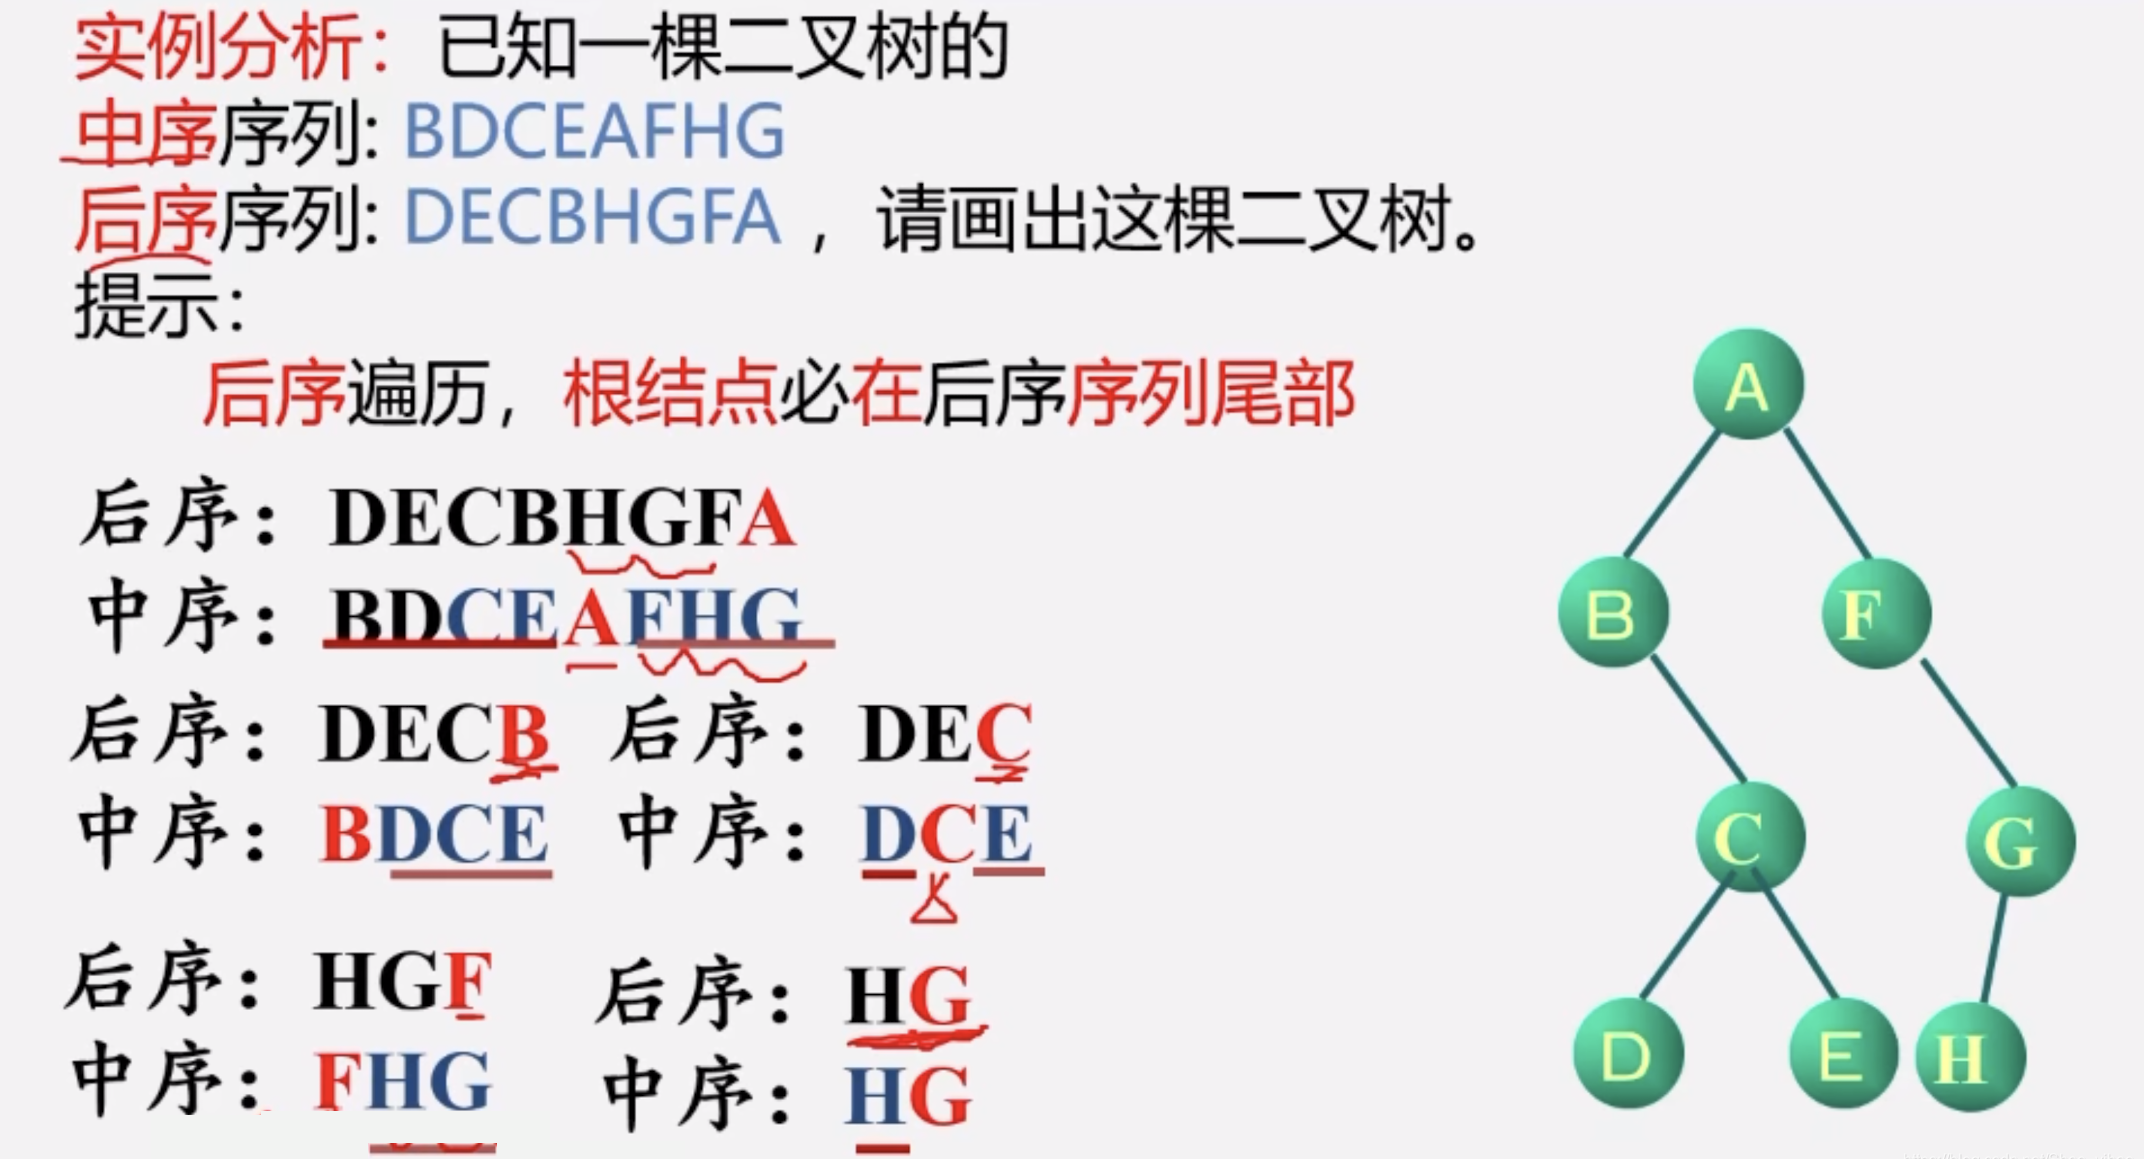 实例分析：已知一棵二叉树的
中序序列: BDCEAFHG
后序序列: DECBHGFA ，请画出这棵二叉树。
提示：
后序遍历，根结点必在后序序列尾部
后序：DECBHGFA
中序：BDCEAFHG
后序：DECB 后序：DEC
中序：BDCE 中序：DCE
后序：HGF 后序：HG
中序：FHG 中序：HG
A
B F
C G
D E H